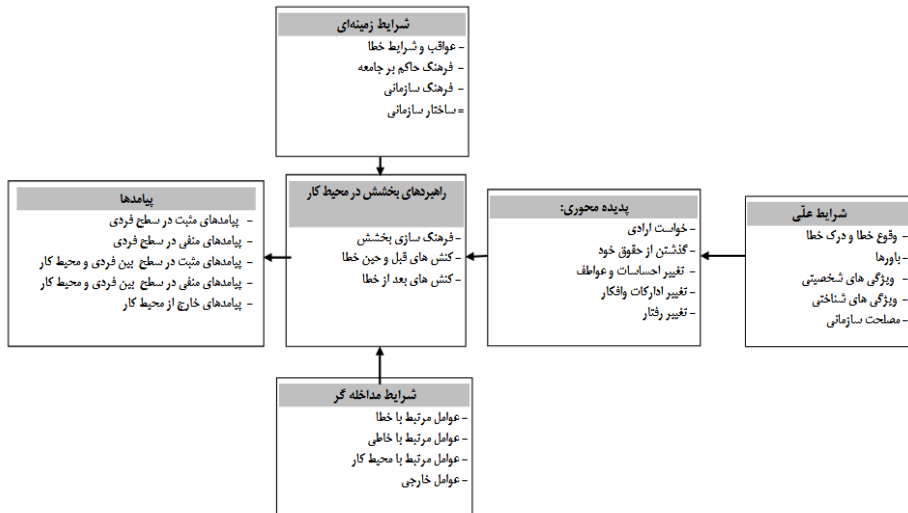 شرایط زمینه‌ای
- عواقب و شرایط خطا
- فرهنگ حاکم بر جامعه
- فرهنگ سازمانی
= ساختار سازمانی
شرایط علّی
- وقوع خطا و درک خطا
- باورها
- ویژگی های شخصیتی
- ویژگی های شناختی
- مصلحت سازمانی
پدیده محوری:
- خواست ارادی
- گذشتن از حقوق خود
- تغییر احساسات و عواطف
- تغییر ادارکات وافکار
- تغییر رفتار
راهبردهای بخشش در محیط کار
- فرهنگ سازی بخشش
- کنش های قبل و حین خطا
- کنش های بعد از خطا
پیامدها
- پیامدهای مثبت در سطح فردی
- پیامدهای منفی در سطح فردی
- پیامدهای مثبت در سطح بین فردی و محیط کار
- پیامدهای منفی در سطح بین فردی و محیط کار
- پیامدهای خارج از محیط کار
شرایط مداخله گر
- عوامل مرتبط با خطا
- عوامل مرتبط با خاطی
- عوامل مرتبط با محیط کار
- عوامل خارجی